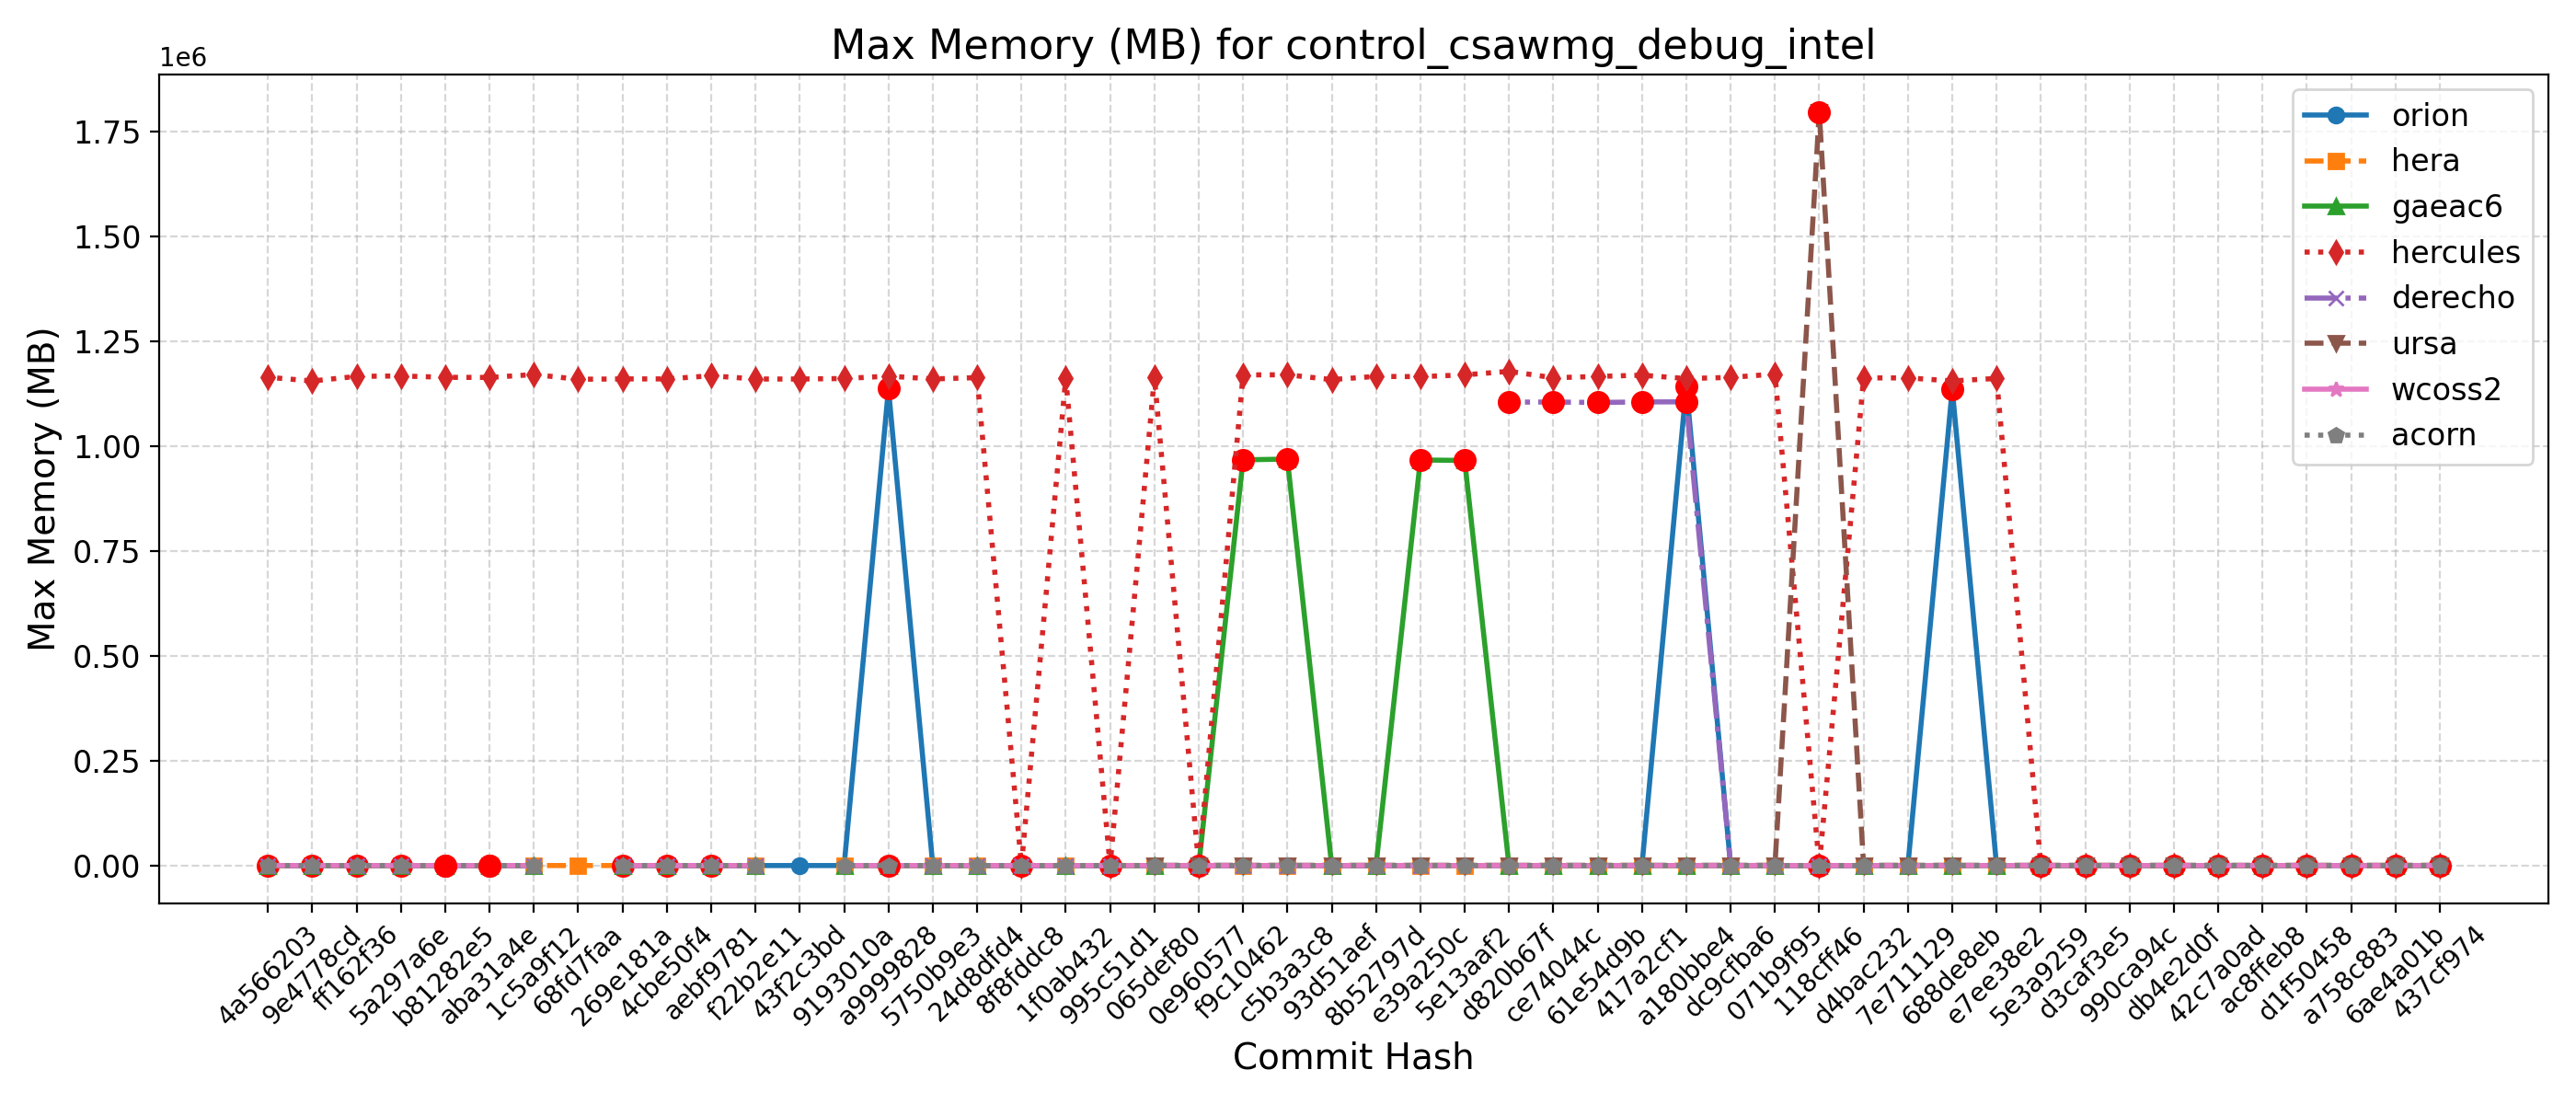 Max Memory (MB) for control_csawmg_debug_intel
1e6
1.75
1.50
1.25
1.00
0.75
0.50
0.25
0.00
Max Memory (MB)
orion
hera
gaeac6
hercules
derecho
ursa
wcoss2
acorn
4a566203
9e4778cd
ff162f36
5a297a6e
b81282e5
aba31a4e
1c5a9f12
68fd7faa
269e181a
4cbe50f4
aebf9781
f22b2e11
43f2c3bd
9193010a
a9999828
5750b9e3
24d8dfd4
8f8fddc8
1f0ab432
995c51d1
065def80
0e960577
f9c10462
c5b3a3c8
93d51aef
8b52797d
e39a250c
5e13aaf2
d820b67f
ce74044c
61e54d9b
417a2cf1
a180bbe4
dc9cfba6
071b9f95
118cff46
d4bac232
7e711129
688de8eb
e7ee38e2
5e3a9259
d3caf3e5
990ca94c
db4e2d0f
42c7a0ad
ac8ffeb8
d1f50458
a758c883
6ae4a01b
437cf974
Commit Hash